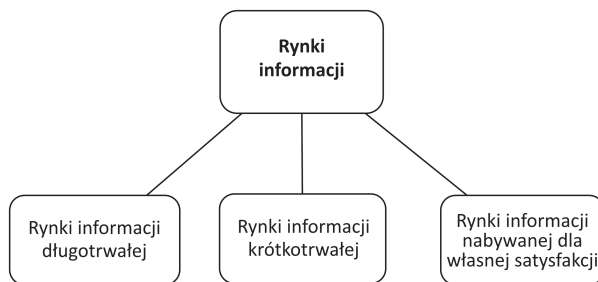 Rynki
informacji
Rynki informacji
długotrwałej
Rynki informacji
krótkotrwałej
Rynki informacji
nabywanej dla
własnej satysfakcji